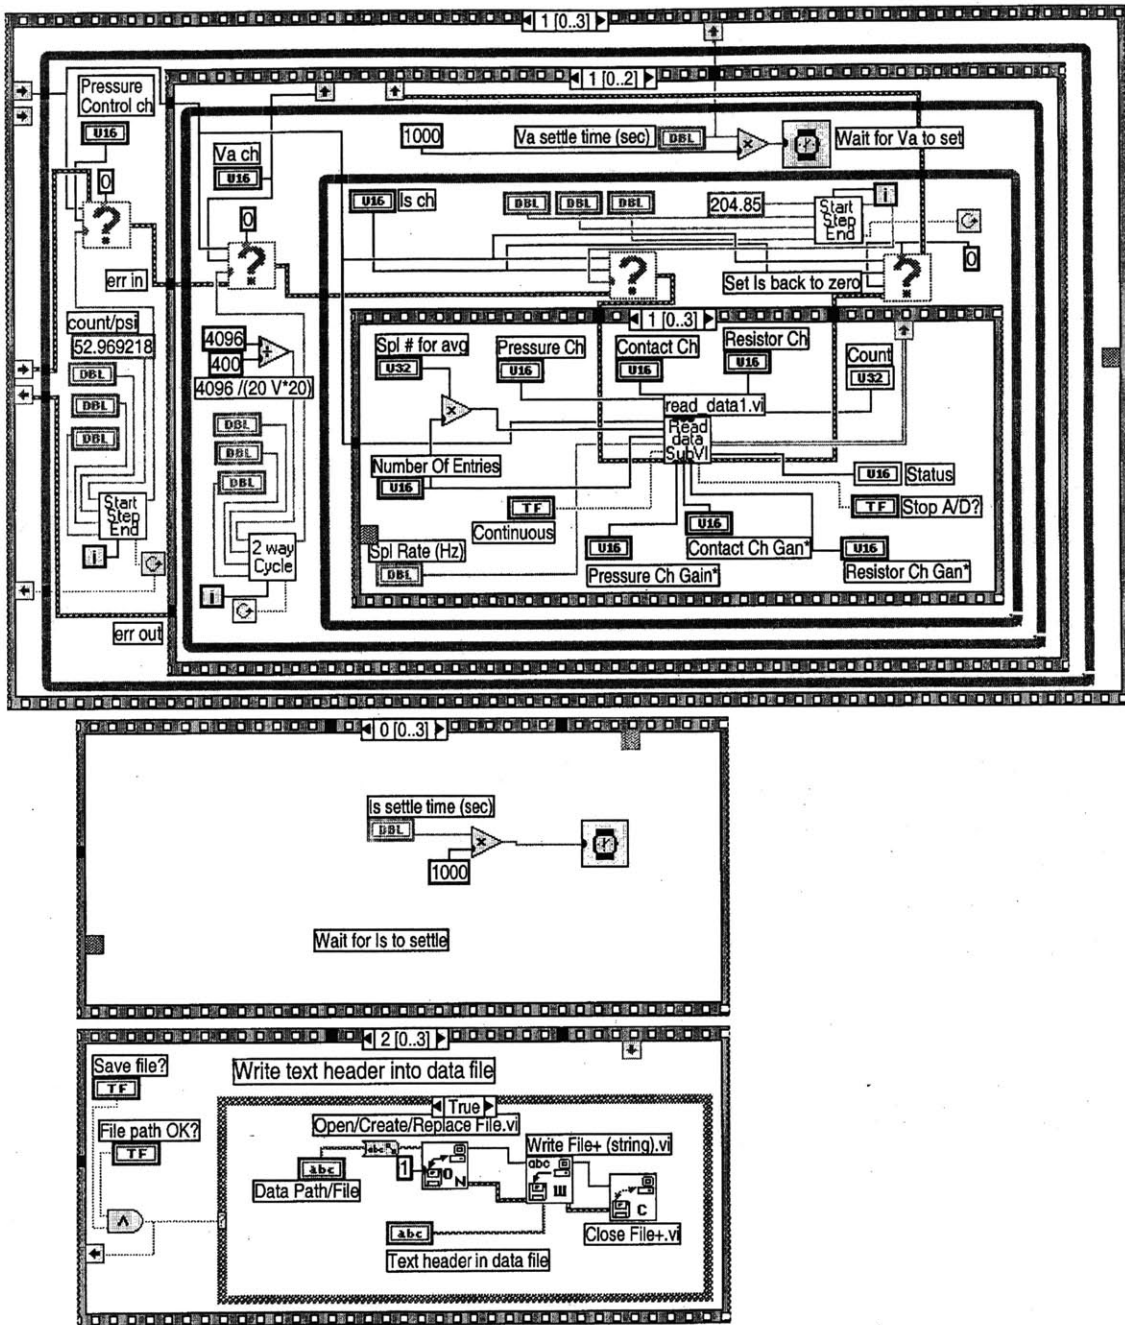 1 [0..3]
Pressure
Control ch
U16
0
?
err in
count/psi
52.969218
DBL
DBL
DBL
Start
Step
End
i
err out
1 [0..2]
Va ch
U16
0
?
4096
400
÷
4096 /(20 V*20)
DBL
DBL
DBL
2 way
Cycle
i
1000
Va settle time (sec)
DBL
x
Wait for Va to set
U16
Is ch
DBL
DBL
DBL
204.85
Start
Step
End
i
?
?
0
Set Is back to zero
1 [0..3]
Spl # for avg
U32
x
Pressure Ch
U16
Contact Ch
U16
Resistor Ch
U16
Count
U32
read_data1.vi
Read
data
SubVI
Number Of Entries
U16
TF
Continuous
U16
Status
TF
Stop A/D?
Spl Rate (Hz)
DBL
U16
Pressure Ch Gain*
U16
Contact Ch Gan*
U16
Resistor Ch Gan*
0 [0..3]
Is settle time (sec)
DBL
x
1000
Wait for Is to settle
2 [0..3]
Save file?
TF
Write text header into data file
File path OK?
TF
True
Open/Create/Replace File.vi
abc
Data Path/File
1
O
N
Write File+ (string).vi
abc
W
C
Close File+.vi
abc
Text header in data file